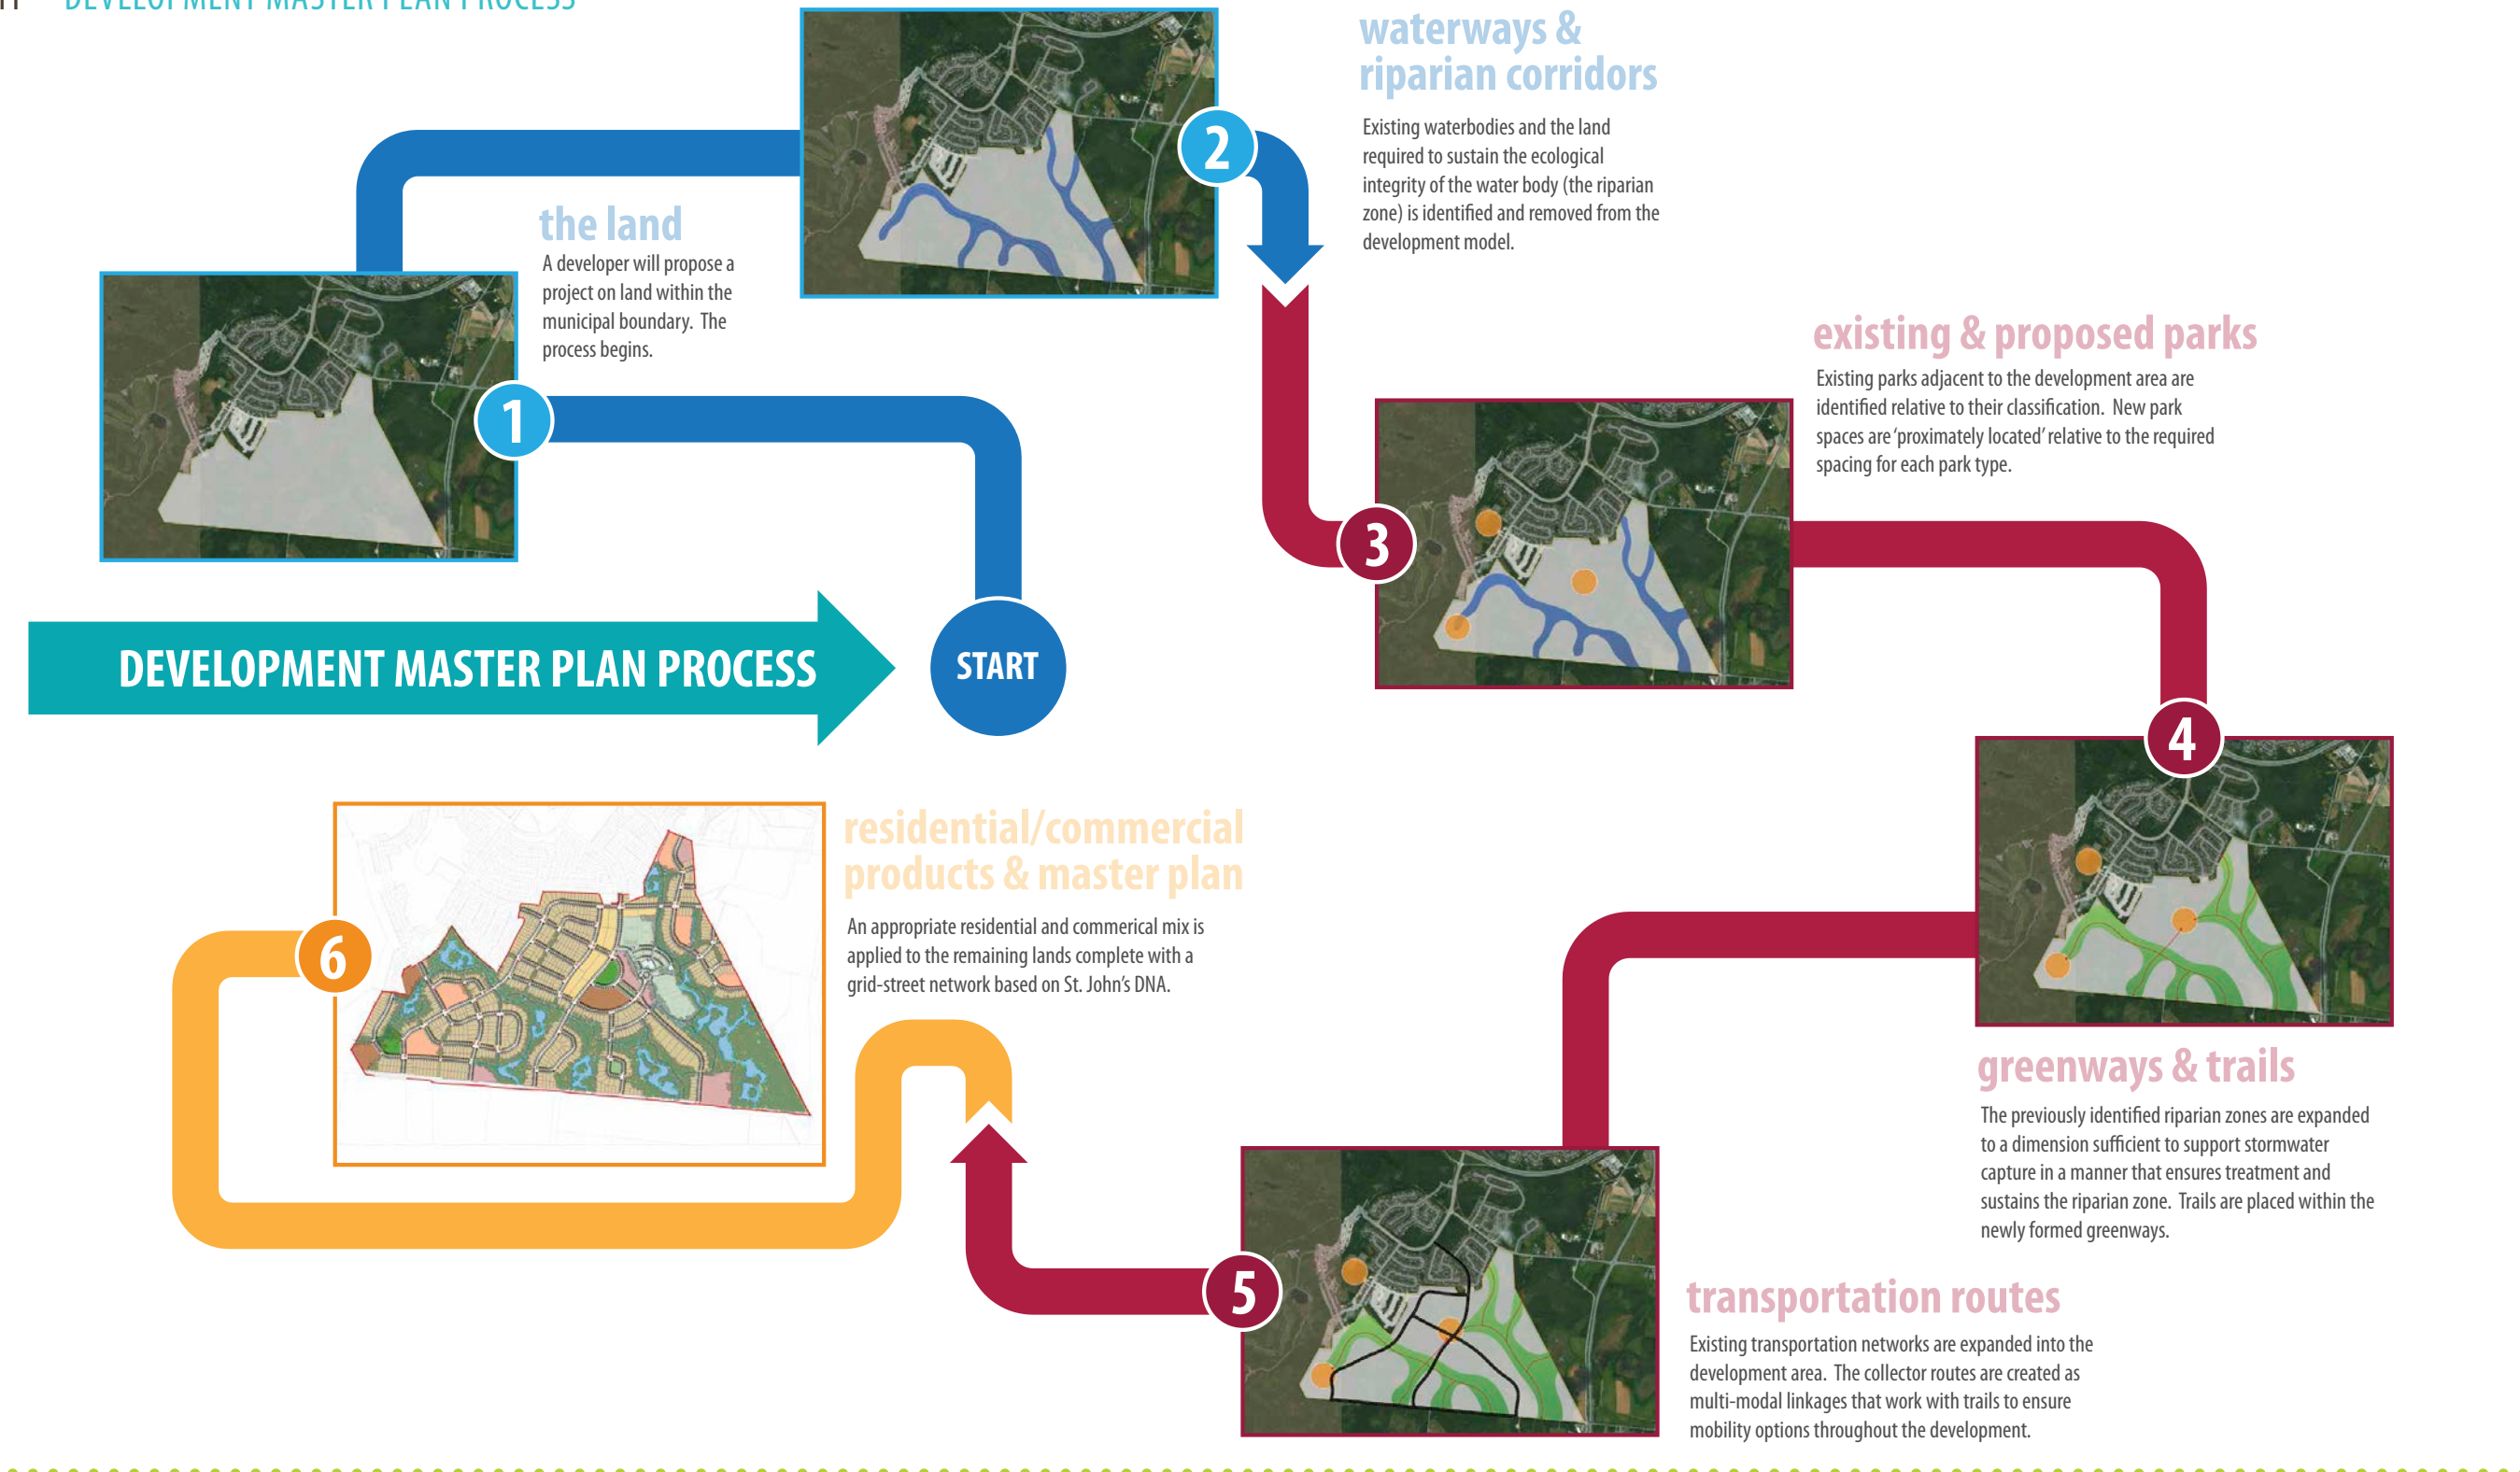 DEVELOPMENT MASTER PLAN PROCESS
waterways &
riparian corridors
Existing waterbodies and the land
required to sustain the ecological
integrity of the water body (the riparian
zone) is identified and removed from the
development model.
2
the land
A developer will propose a
project on land within the
municipal boundary. The
process begins.
1
existing & proposed parks
Existing parks adjacent to the development area are
identified relative to their classification. New park
spaces are 'proximately located' relative to the required
spacing for each park type.
3
DEVELOPMENT MASTER PLAN PROCESS
START
4
greenways & trails
The previously identified riparian zones are expanded
to a dimension sufficient to support stormwater
capture in a manner that ensures treatment and
sustains the riparian zone. Trails are placed within the
newly formed greenways.
5
transportation routes
Existing transportation networks are expanded into the
development area. The collector routes are created as
multi-modal linkages that work with trails to ensure
mobility options throughout the development.
residential/commercial
products & master plan
An appropriate residential and commerical mix is
applied to the remaining lands complete with a
grid-street network based on St. John's DNA.
6